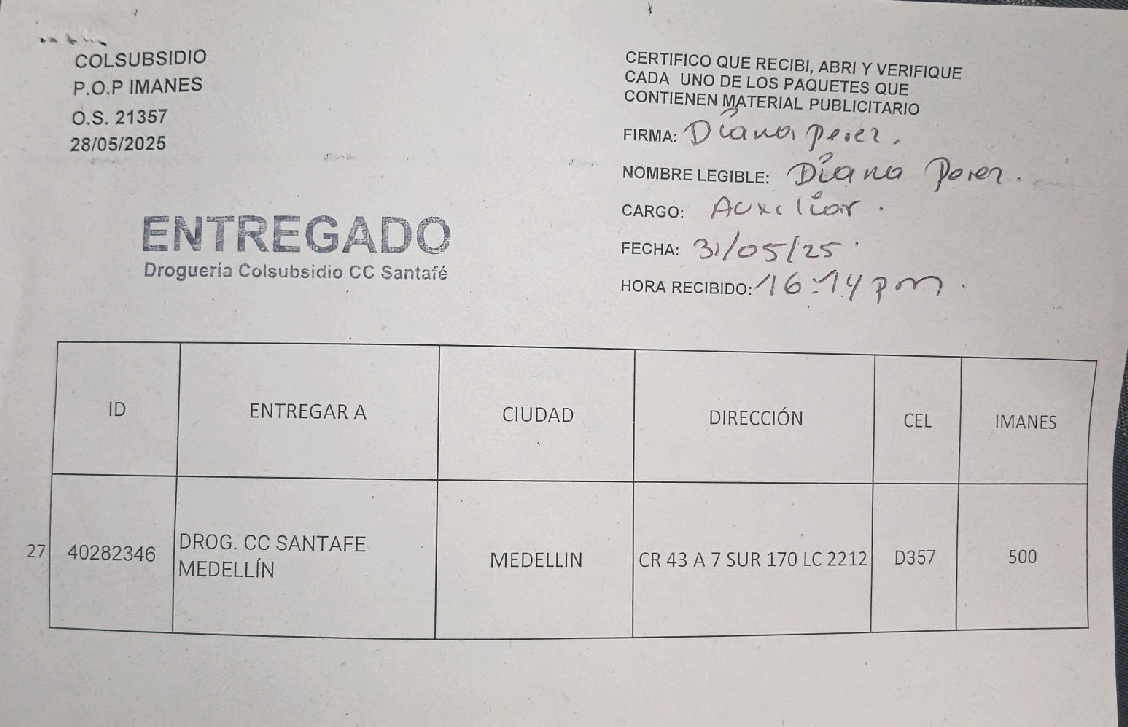 COLSUBSIDIO
P.O.P IMANES
O.S. 21357
28/05/2025
CERTIFICO QUE RECIBI, ABRI Y VERIFIQUE
CADA UNO DE LOS PAQUETES QUE
CONTIENEN MATERIAL PUBLICITARIO
FIRMA: Diana perez.
NOMBRE LEGIBLE: Diana Perez.
CARGO: Auxiliar.
FECHA: 31/05/25
HORA RECIBIDO: 16:14 pm.
ENTREGADO
Droguería Colsubsidio CC Santafé
ID ENTREGAR A CIUDAD DIRECCIÓN CEL IMANES
27 40282346 DROG. CC SANTAFE MEDELLÍN MEDELLIN CR 43 A 7 SUR 170 LC 2212 D357 500